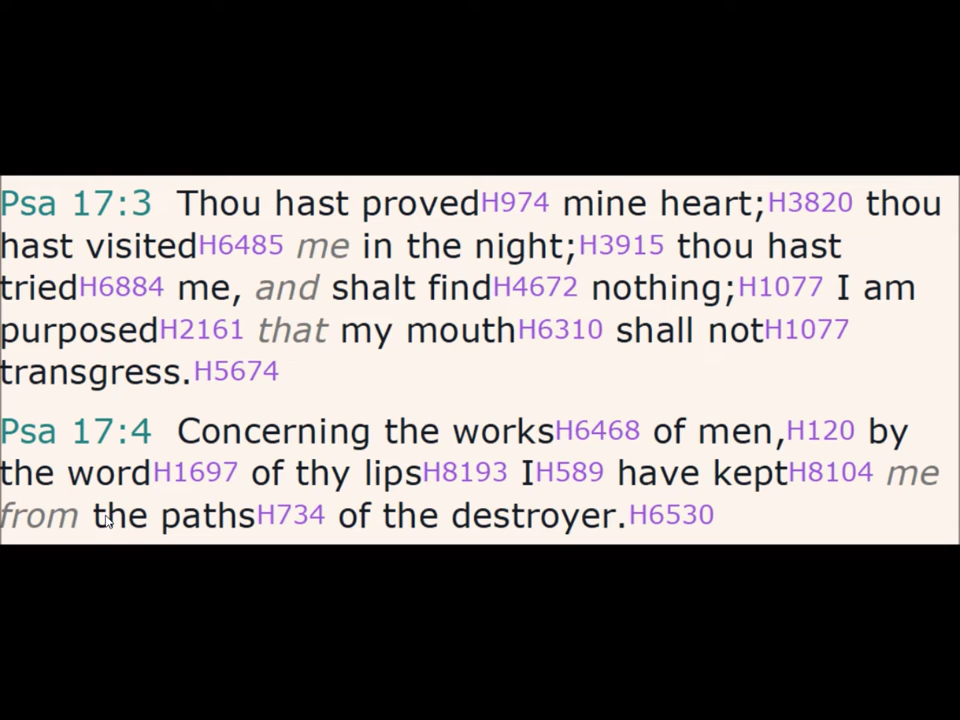 Psa 17:3 Thou hast provedH974 mine heart;H3820 thou
hast visitedH6485 me in the night;H3915 thou hast
triedH6884 me, and shalt findH4672 nothing;H1077 I am
purposedH2161 that my mouthH6310 shall notH1077
transgress.H5674
Psa 17:4 Concerning the worksH6468 of men,H120 by
the wordH1697 of thy lipsH8193 IH589 have keptH8104 me
from the pathsH734 of the destroyer.H6530